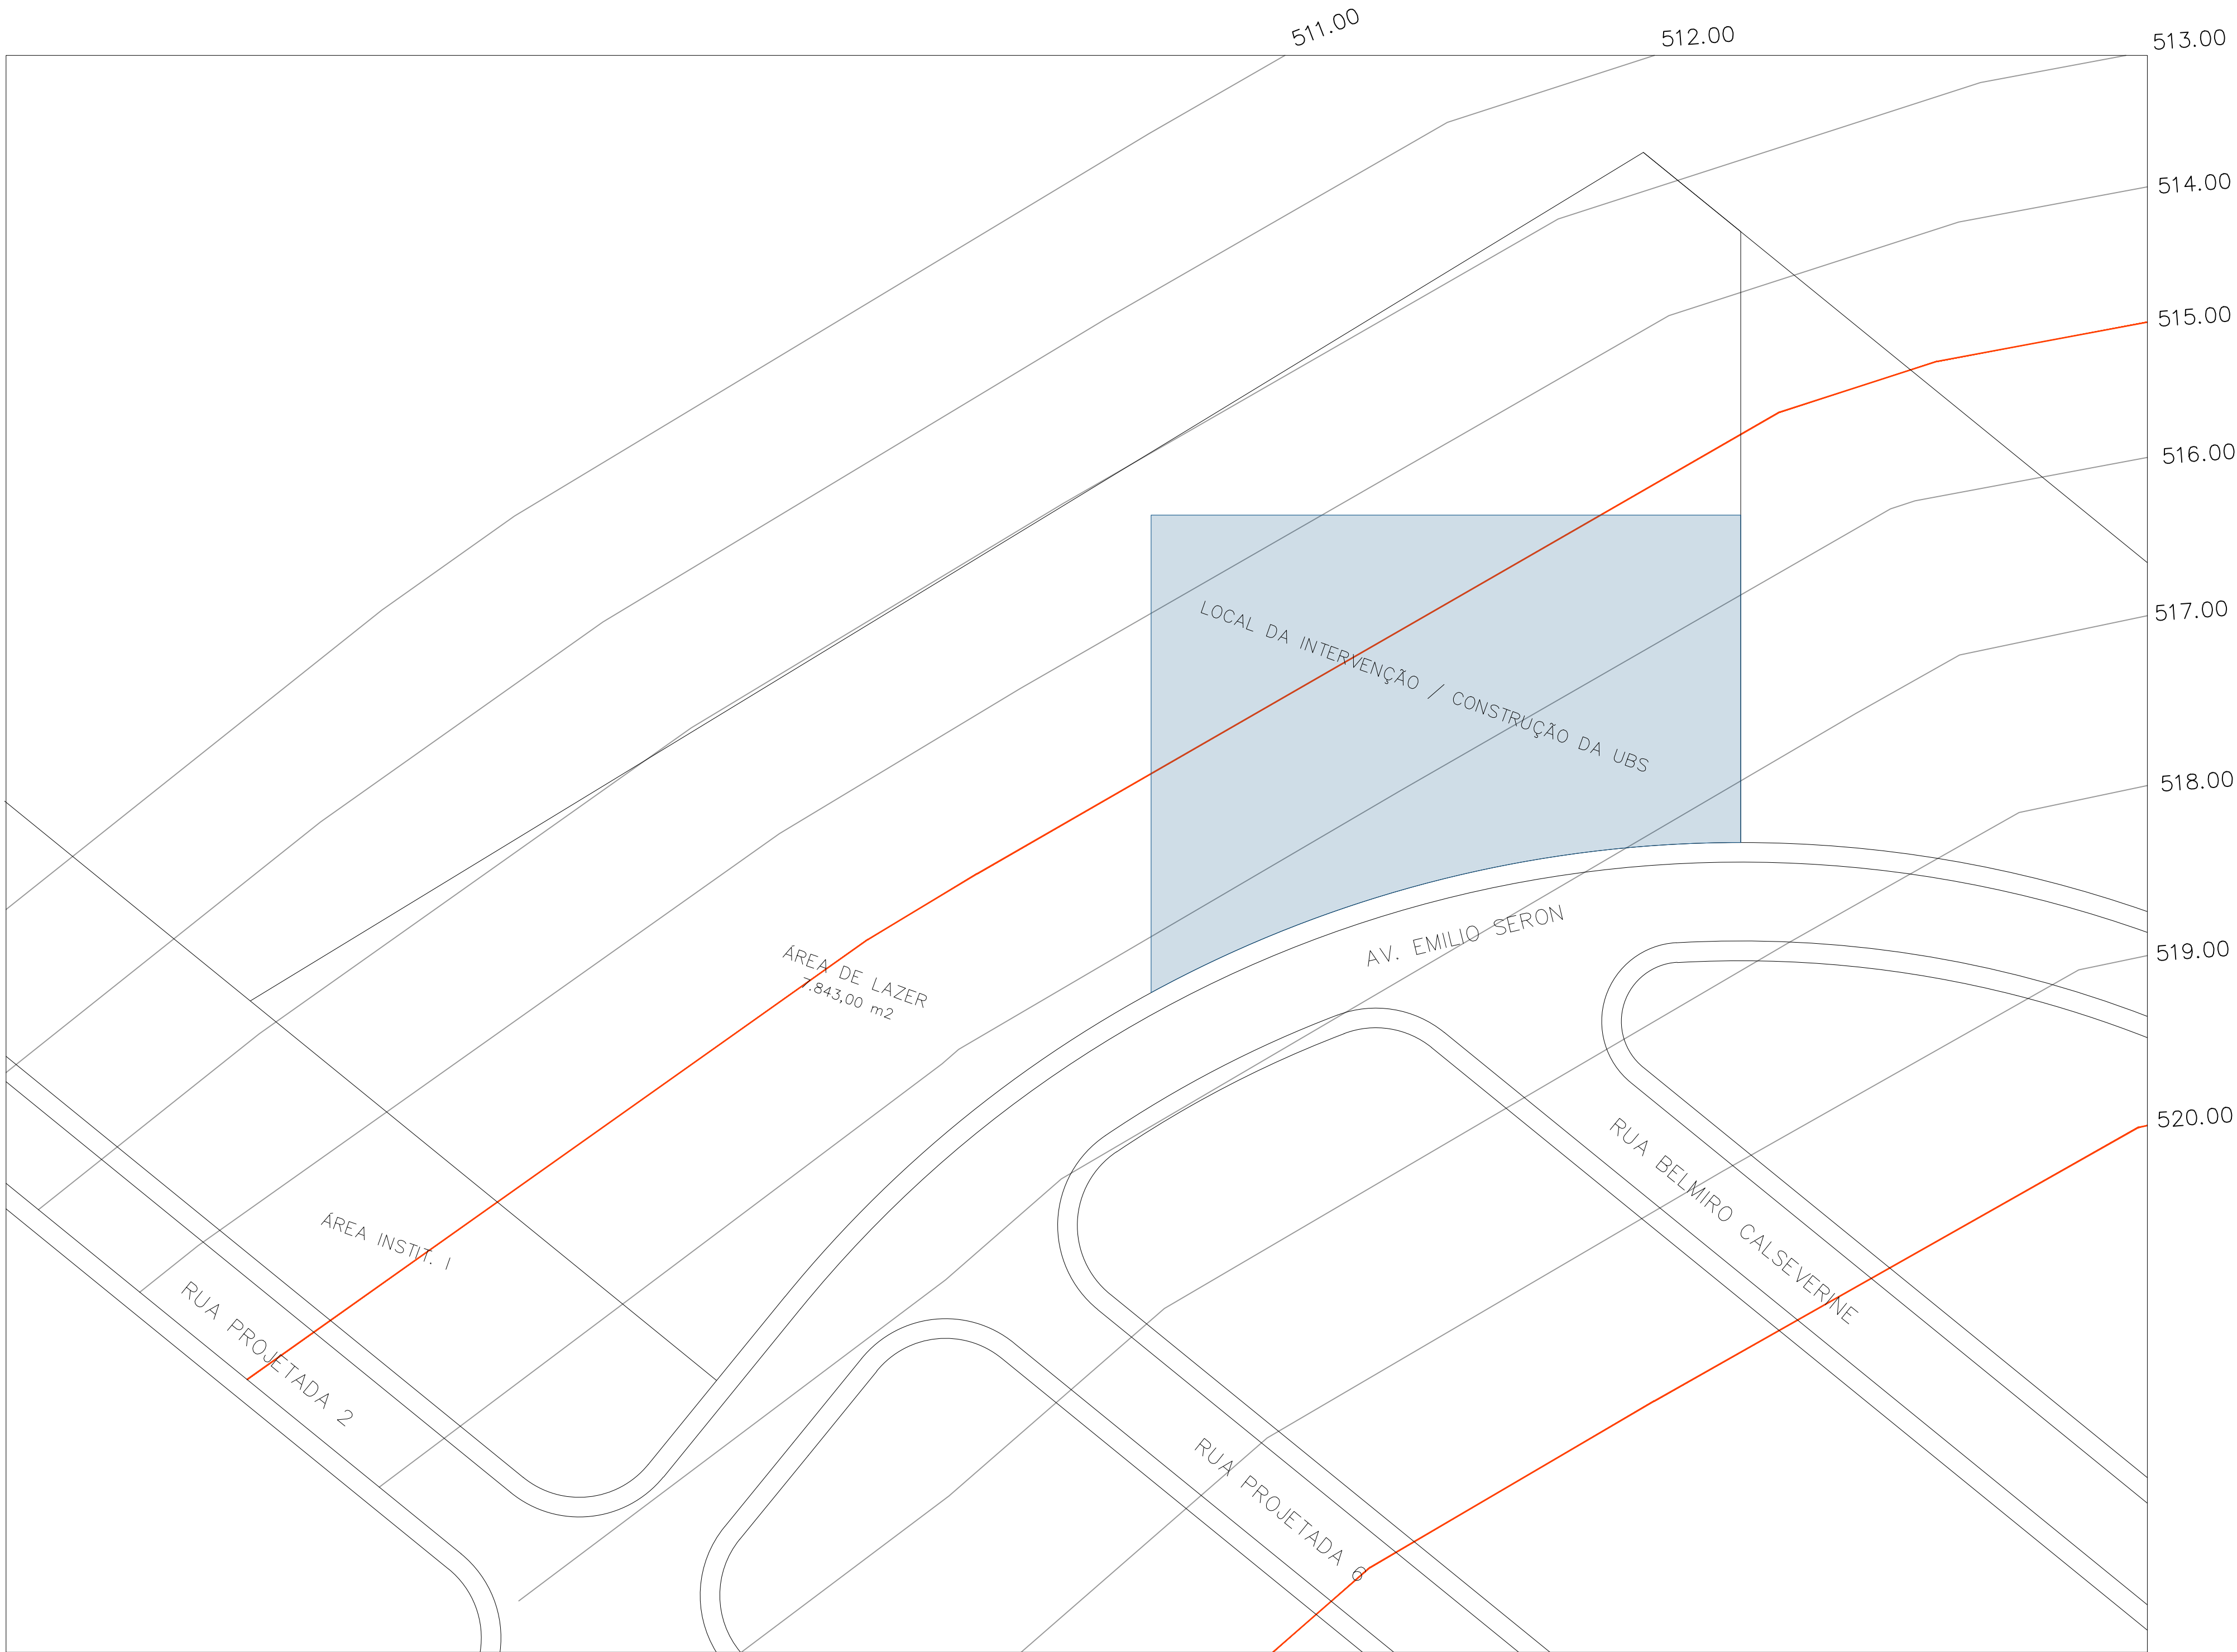 511.00
512.00
513.00
514.00
515.00
516.00
517.00
518.00
519.00
520.00
LOCAL DA INTERVENÇÃO / CONSTRUÇÃO DA UBS
AV. EMILIO SERON
ÁREA DE LAZER
7.843,00 m2
ÁREA INSTIT. I
RUA PROJETADA 2
RUA BELMIRO CALSEVERINE
RUA PROJETADA 6